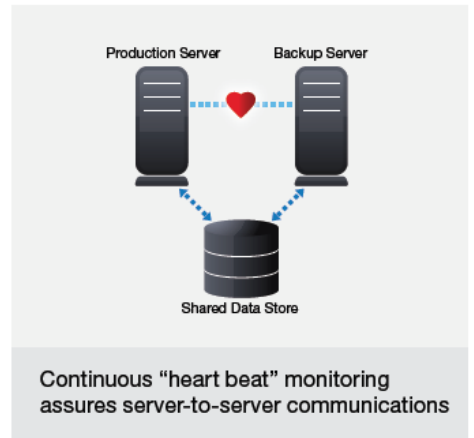 Production Server
Backup Server
Shared Data Store
Continuous “heart beat” monitoring
assures server-to-server communications